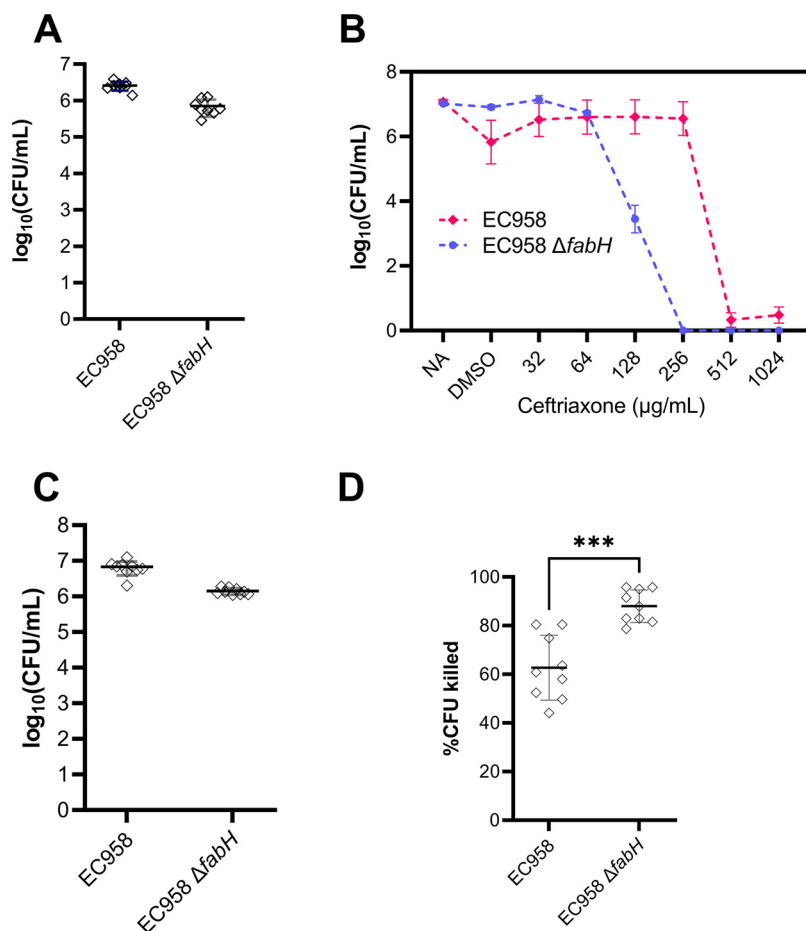 A
7
6
5
4
3
2
1
0
log10(CFU/mL)
EC958
EC958 ΔfabH
B
8
6
4
2
0
log10(CFU/mL)
EC958
EC958 ΔfabH
NA
DMSO
32
64
128
256
512
1024
Ceftriaxone (µg/mL)
C
8
7
6
5
4
3
2
1
0
log10(CFU/mL)
EC958
EC958 ΔfabH
D
***
100
80
60
40
20
0
%CFU killed
EC958
EC958 ΔfabH